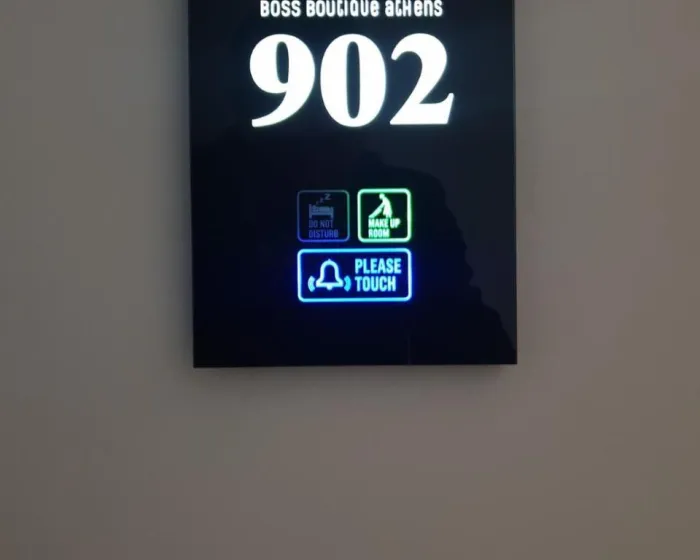 BOSS BOUTIQUE atHENS
902
Z Z Z
DO NOT
DISTURB
MAKE UP
ROOM
PLEASE
TOUCH